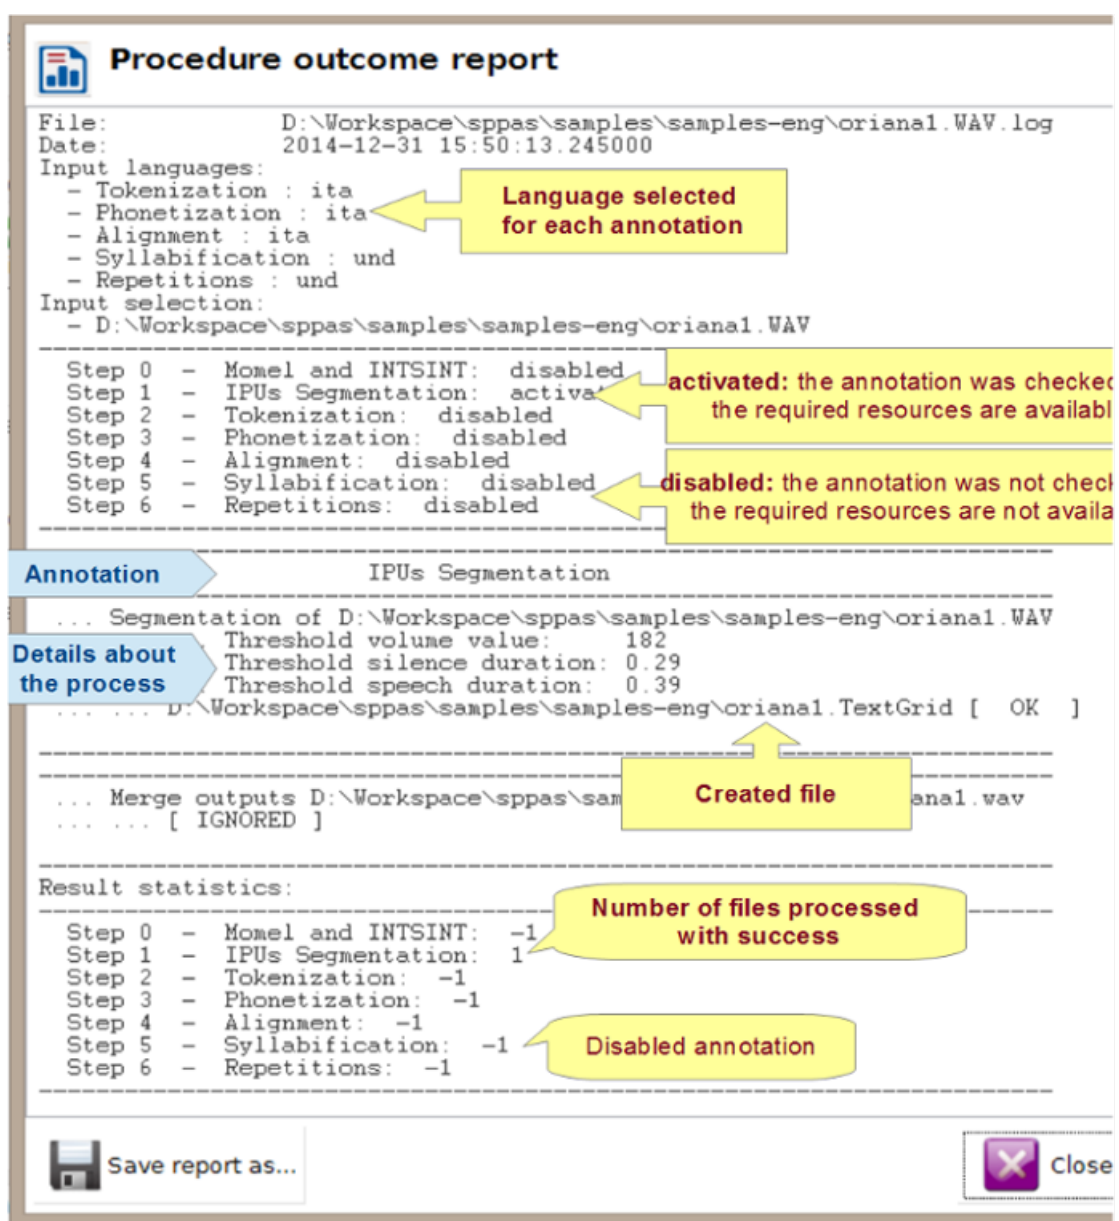 Procedure outcome report
File: D:\Workspace\sppas\samples\samples-eng\oriana1.WAV.log
Date: 2014-12-31 15:50:13.245000
Input languages:
- Tokenization : ita
- Phonetization : ita
- Alignment : ita
- Syllabification : und
- Repetitions : und
Language selected
for each annotation
Input selection:
- D:\Workspace\sppas\samples\samples-eng\oriana1.WAV
Step 0 - Momel and INTSINT: disabled
Step 1 - IPUs Segmentation: activat
Step 2 - Tokenization: disabled
Step 3 - Phonetization: disabled
Step 4 - Alignment: disabled
Step 5 - Syllabification: disabled
Step 6 - Repetitions: disabled
activated: the annotation was checked
the required resources are availabl
disabled: the annotation was not check
the required resources are not availa
Annotation
IPUs Segmentation
... Segmentation of D:\Workspace\sppas\samples\samples-eng\oriana1.WAV
Details about
the process
Threshold volume value: 182
Threshold silence duration: 0.29
Threshold speech duration: 0.39
... ... D:\Workspace\sppas\samples\samples-eng\oriana1.TextGrid [ OK ]
Created file
... Merge outputs D:\Workspace\sppas\sam ana1.wav
... ... [ IGNORED ]
Result statistics:
Number of files processed
with success
Step 0 - Momel and INTSINT: -1
Step 1 - IPUs Segmentation: 1
Step 2 - Tokenization: -1
Step 3 - Phonetization: -1
Step 4 - Alignment: -1
Step 5 - Syllabification: -1
Step 6 - Repetitions: -1
Disabled annotation
Save report as...
Close